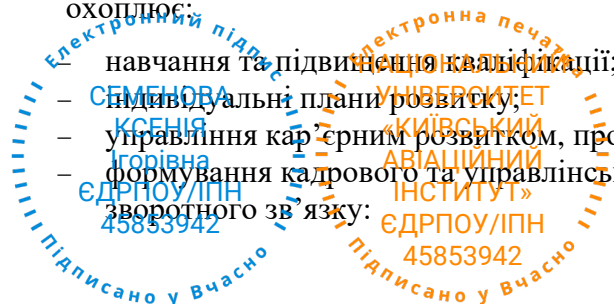 охоплює:
– навчання та підвищення кваліфікації;
– індивідуальні плани розвитку;
– управління кар’єрним розвитком, про
– формування кадрового та управлінсь
зворотного зв’язку:
Електронний підпис
СЕМЕНОВА
КСЕНІЯ
Ігорівна
ЄДРПОУ/ІПН
45853942
Підписано у Вчасно
Електронна печатка
«НАЦІОНАЛЬНИЙ
УНІВЕРСИТЕТ
«КИЇВСЬКИЙ
АВІАЦІЙНИЙ
ІНСТИТУТ»
ЄДРПОУ/ІПН
45853942
Підписано у Вчасно